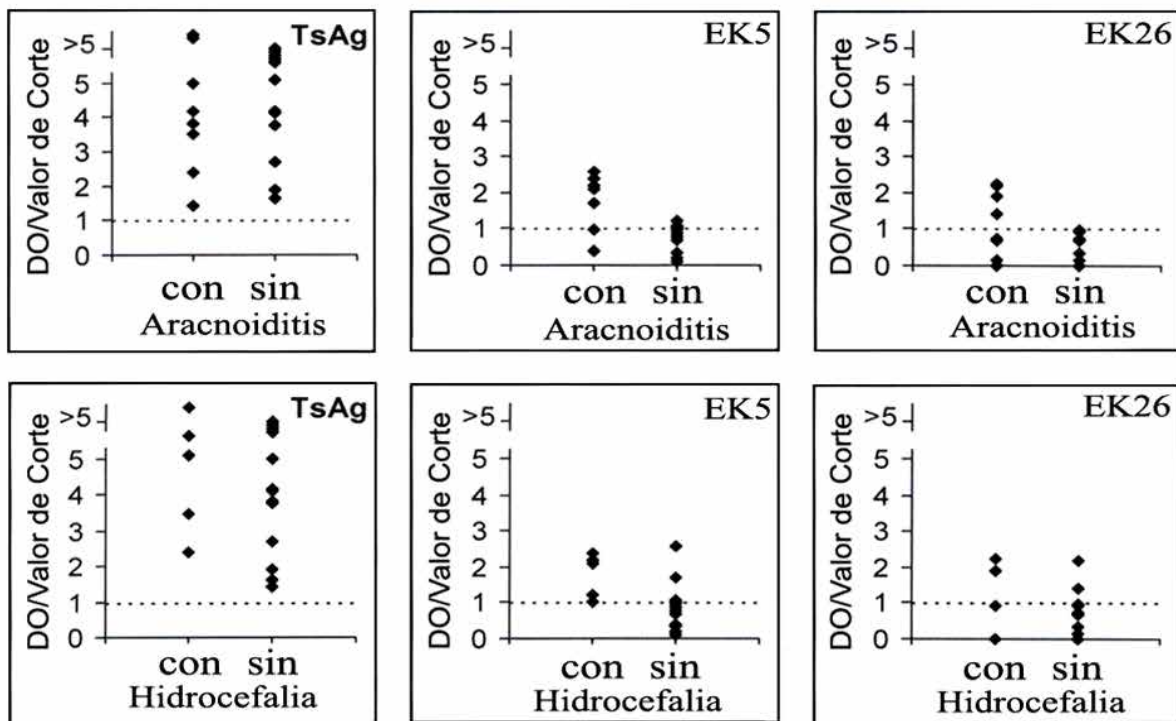 TsAg
DO/Valor de Corte
>5
5
4
3
2
1
0
con sin
Aracnoiditis
EK5
DO/Valor de Corte
>5
5
4
3
2
1
0
con sin
Aracnoiditis
EK26
DO/Valor de Corte
>5
5
4
3
2
1
0
con sin
Aracnoiditis
TsAg
DO/Valor de Corte
>5
5
4
3
2
1
0
con sin
Hidrocefalia
EK5
DO/Valor de Corte
>5
5
4
3
2
1
0
con sin
Hidrocefalia
EK26
DO/Valor de Corte
>5
5
4
3
2
1
0
con sin
Hidrocefalia